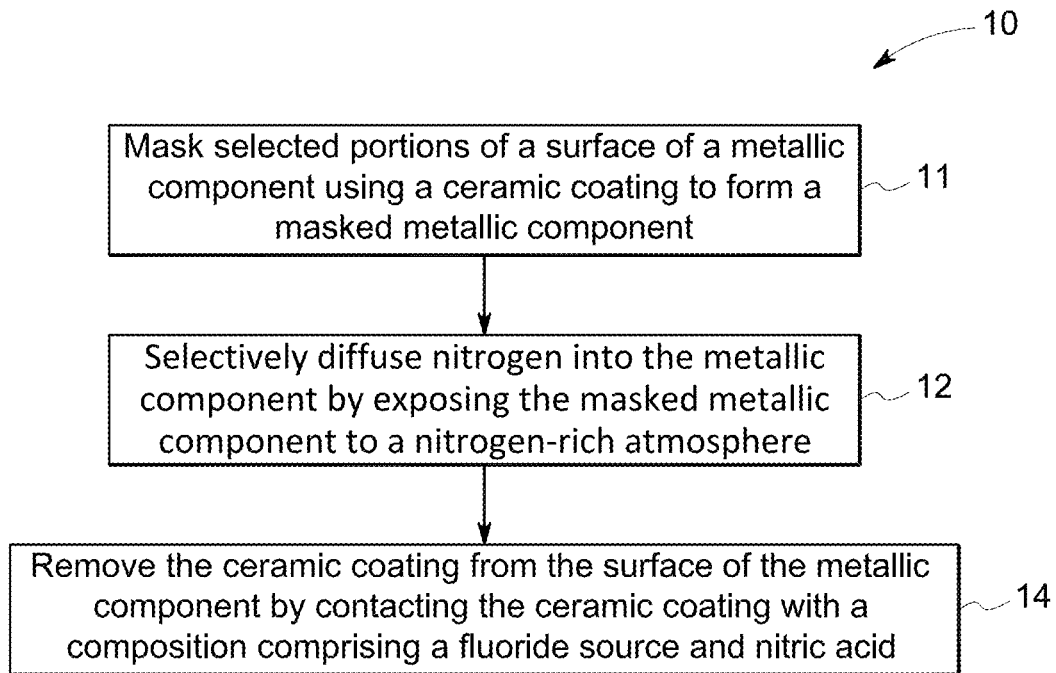 10
Mask selected portions of a surface of a metallic
component using a ceramic coating to form a
masked metallic component
11
Selectively diffuse nitrogen into the metallic
component by exposing the masked metallic
component to a nitrogen-rich atmosphere
12
Remove the ceramic coating from the surface of the metallic
component by contacting the ceramic coating with a
composition comprising a fluoride source and nitric acid
14